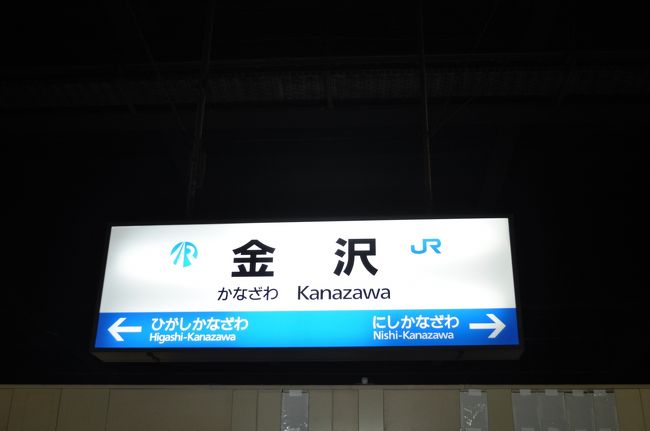 金 沢 JR
かなざわ Kanazawa
← ひがしかなざわ にしかなざわ →
Higashi-Kanazawa Nishi-Kanazawa